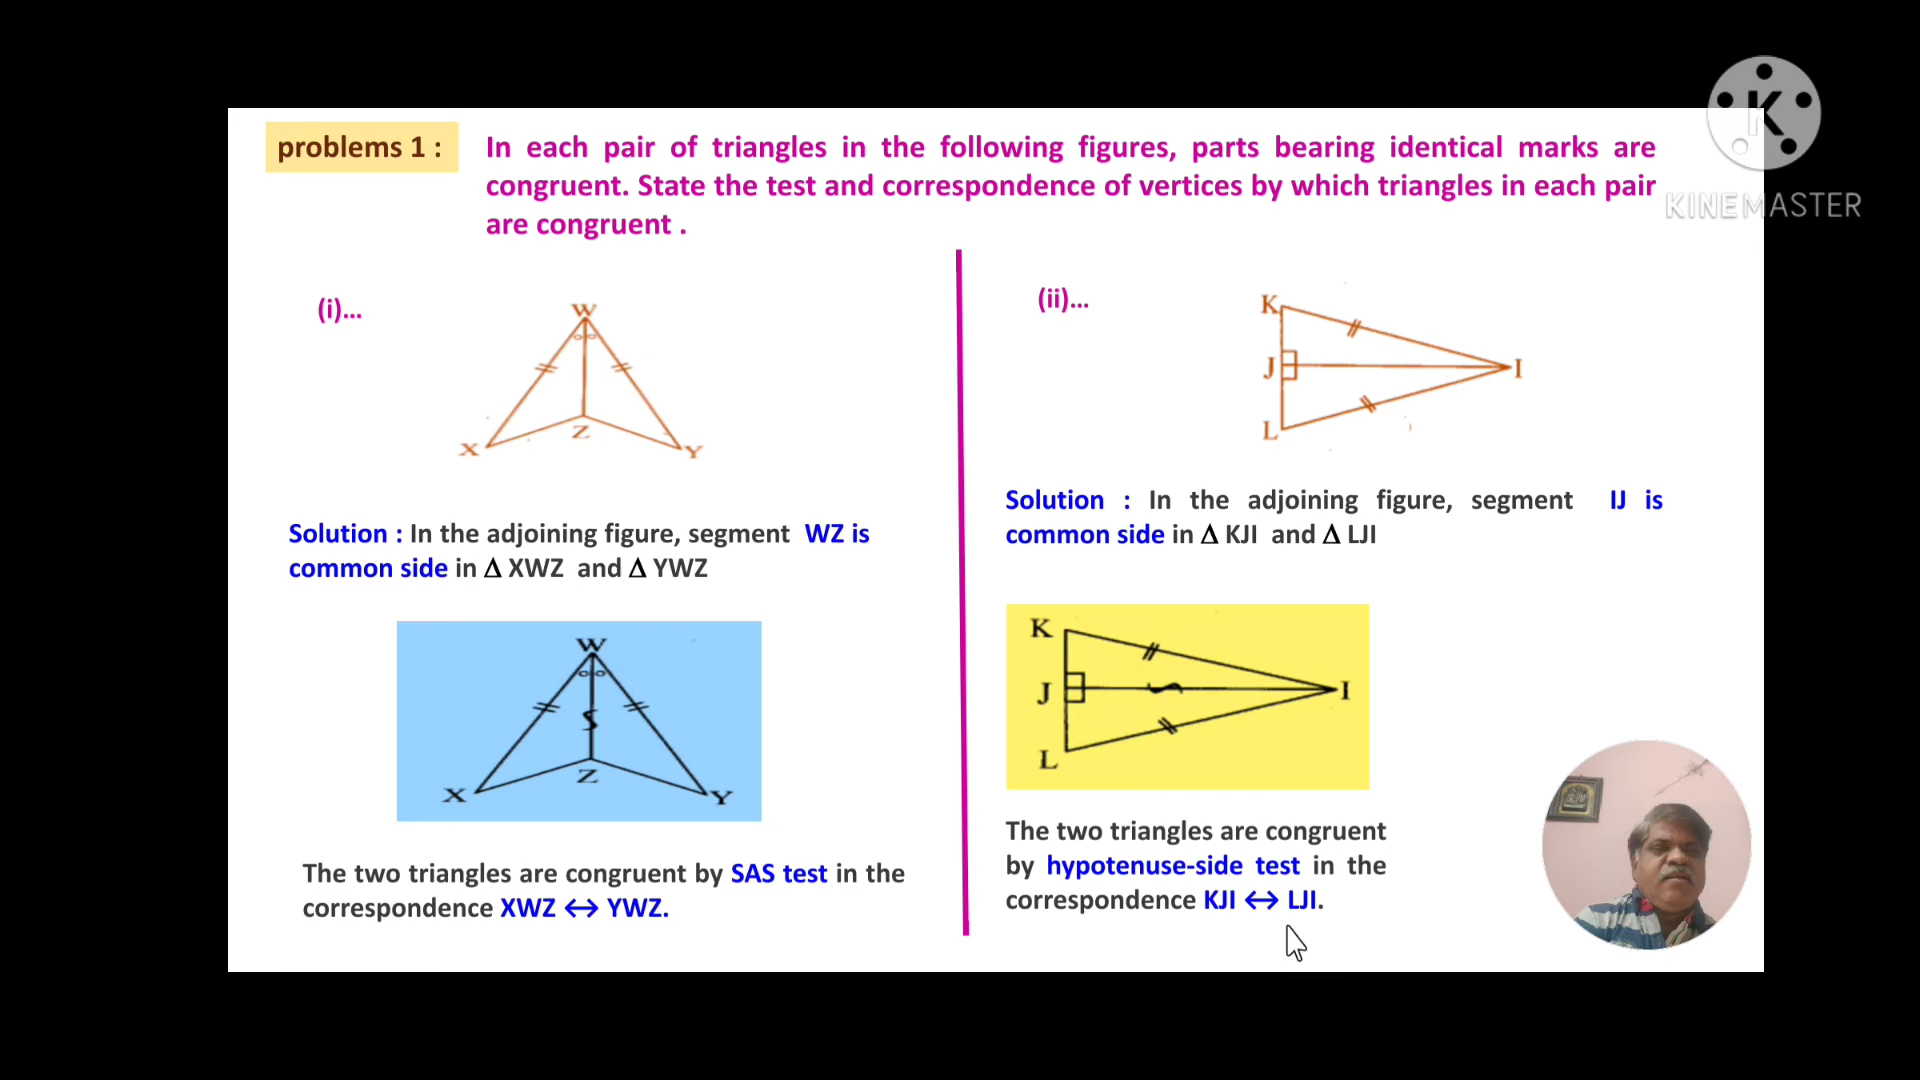 problems 1 :
In each pair of triangles in the following figures, parts bearing identical marks are
congruent. State the test and correspondence of vertices by which triangles in each pair
are congruent .
K
KINEMASTER
(i)...
W
X
Z
Y
Solution : In the adjoining figure, segment WZ is
common side in Δ XWZ and Δ YWZ
W
X
Z
Y
The two triangles are congruent by SAS test in the
correspondence XWZ ↔ YWZ.
(ii)...
K
J
I
L
Solution : In the adjoining figure, segment IJ is
common side in Δ KJI and Δ LJI
K
J
I
L
The two triangles are congruent
by hypotenuse-side test in the
correspondence KJI ↔ LJI.